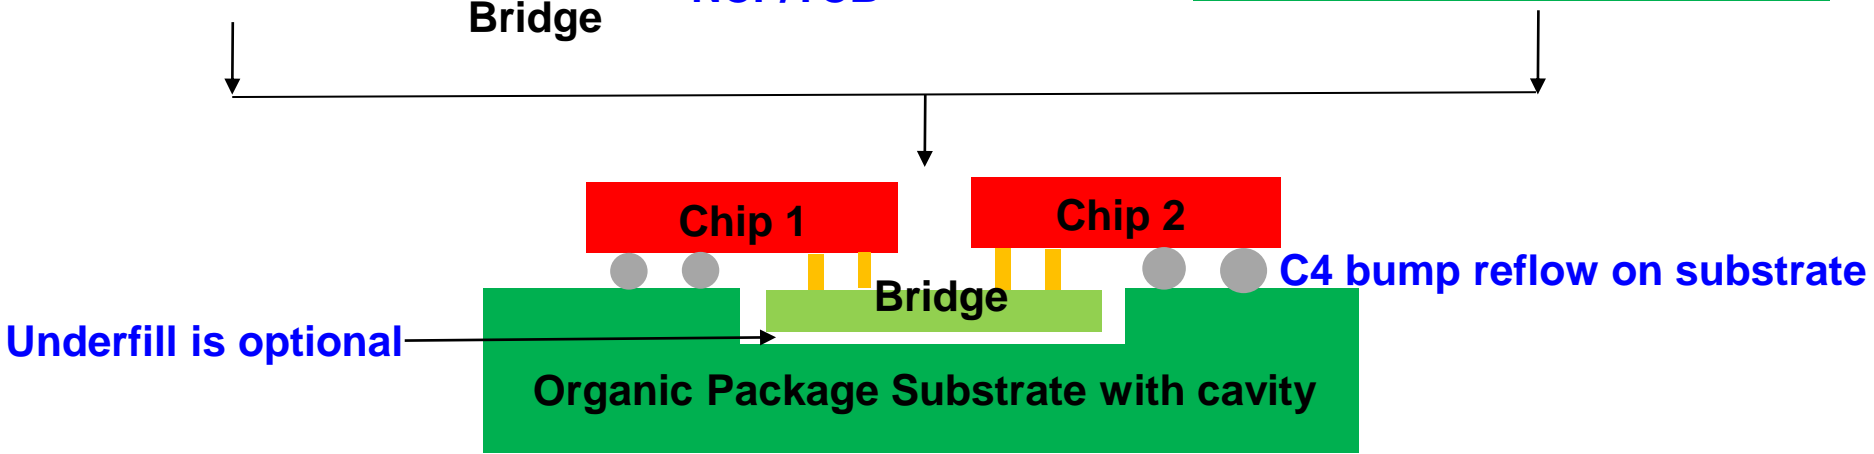 Bridge
Chip 1
Chip 2
C4 bump reflow on substrate
Bridge
Underfill is optional
Organic Package Substrate with cavity